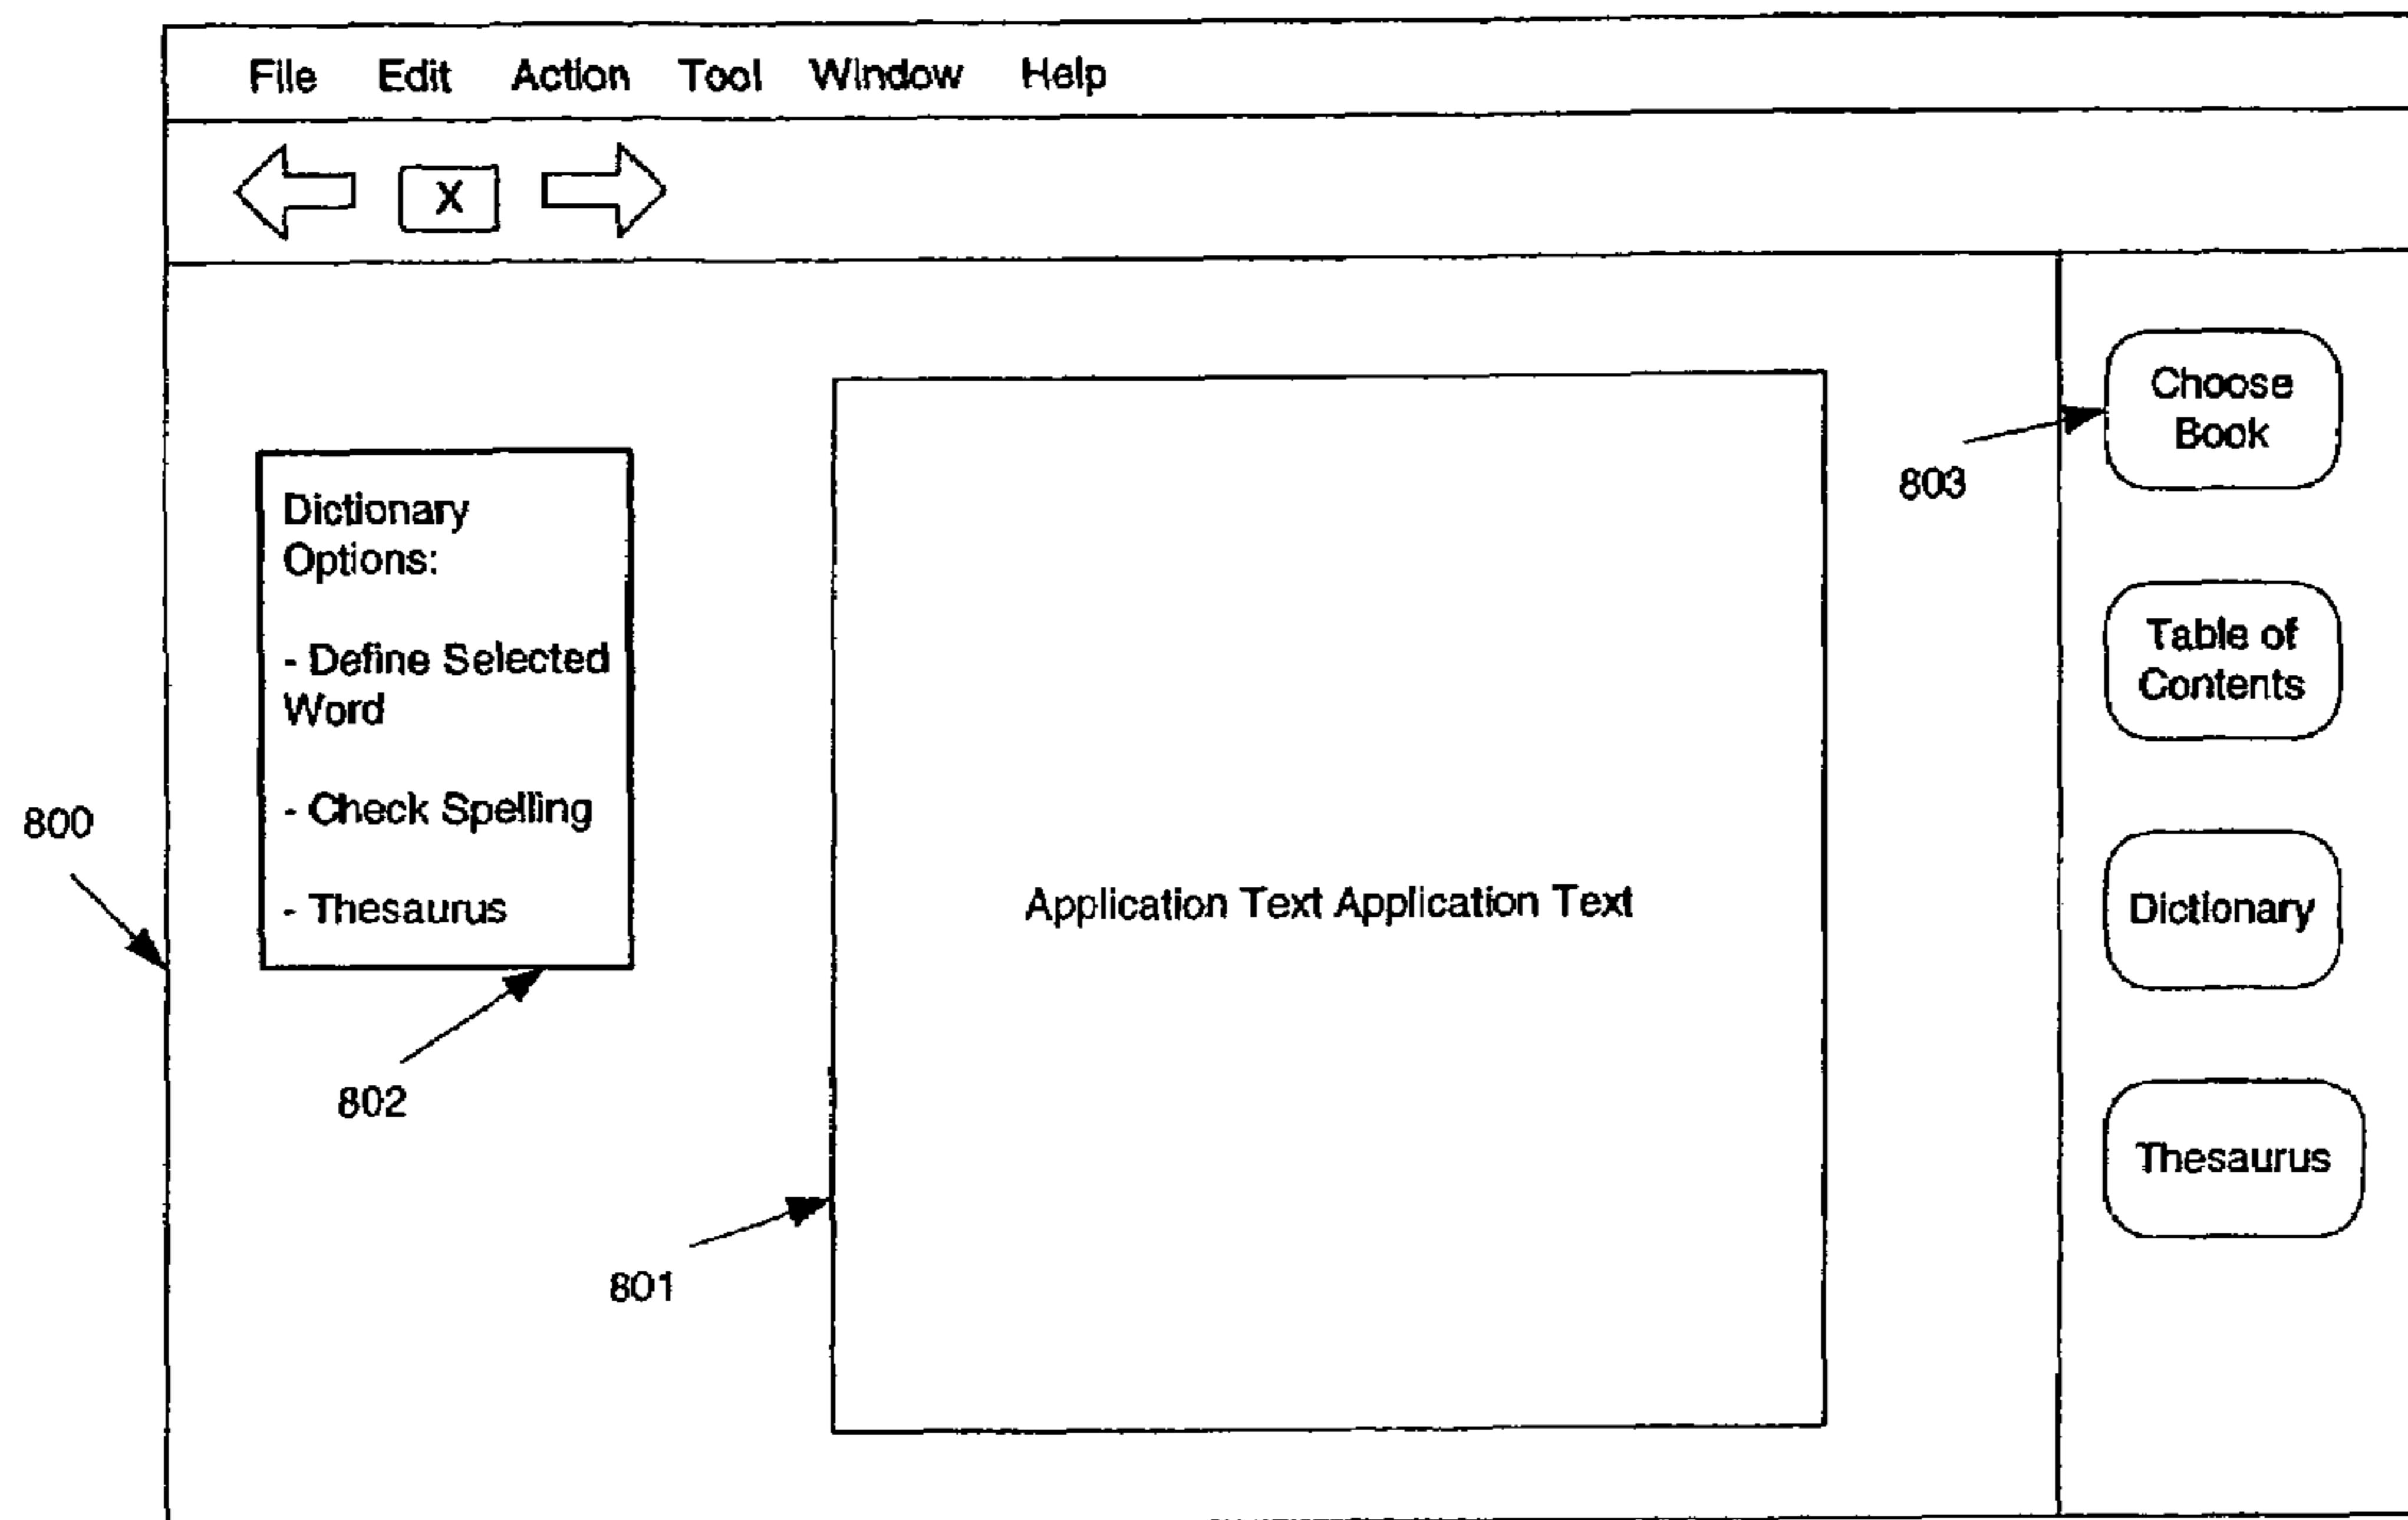 File Edit Action Tool Window Help
X
Dictionary
Options:
- Define Selected
Word
- Check Spelling
- Thesaurus
800
802
801
Application Text Application Text
803
Choose
Book
Table of
Contents
Dictionary
Thesaurus